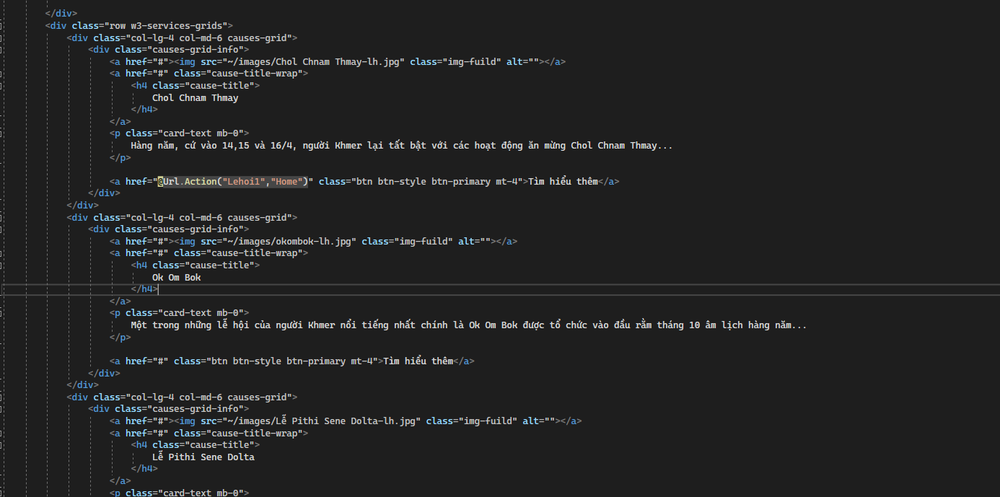 </div>
<div class="row w3-services-grids">
<div class="col-lg-4 col-md-6 causes-grid">
<div class="causes-grid-info">
<a href="#"><img src="~/images/Chol Chnam Thmay-lh.jpg" class="img-fuild" alt=""></a>
<a href="#" class="cause-title-wrap">
<h4 class="cause-title">
Chol Chnam Thmay
</h4>
</a>
<p class="card-text mb-0">
Hàng năm, cứ vào 14,15 và 16/4, người Khmer lại tất bật với các hoạt động ăn mừng Chol Chnam Thmay...
</p>
<a href="@Url.Action("Lehoi1","Home")" class="btn btn-style btn-primary mt-4">Tìm hiểu thêm</a>
</div>
</div>
<div class="col-lg-4 col-md-6 causes-grid">
<div class="causes-grid-info">
<a href="#"><img src="~/images/okombok-lh.jpg" class="img-fuild" alt=""></a>
<a href="#" class="cause-title-wrap">
<h4 class="cause-title">
Ok Om Bok
</h4>
</a>
<p class="card-text mb-0">
Một trong những lễ hội của người Khmer nổi tiếng nhất chính là Ok Om Bok được tổ chức vào đầu rằm tháng 10 âm lịch hàng năm...
</p>
<a href="#" class="btn btn-style btn-primary mt-4">Tìm hiểu thêm</a>
</div>
</div>
<div class="col-lg-4 col-md-6 causes-grid">
<div class="causes-grid-info">
<a href="#"><img src="~/images/Lễ Pithi Sene Dolta-lh.jpg" class="img-fuild" alt=""></a>
<a href="#" class="cause-title-wrap">
<h4 class="cause-title">
Lễ Pithi Sene Dolta
</h4>
</a>
<p class="card-text mb-0">